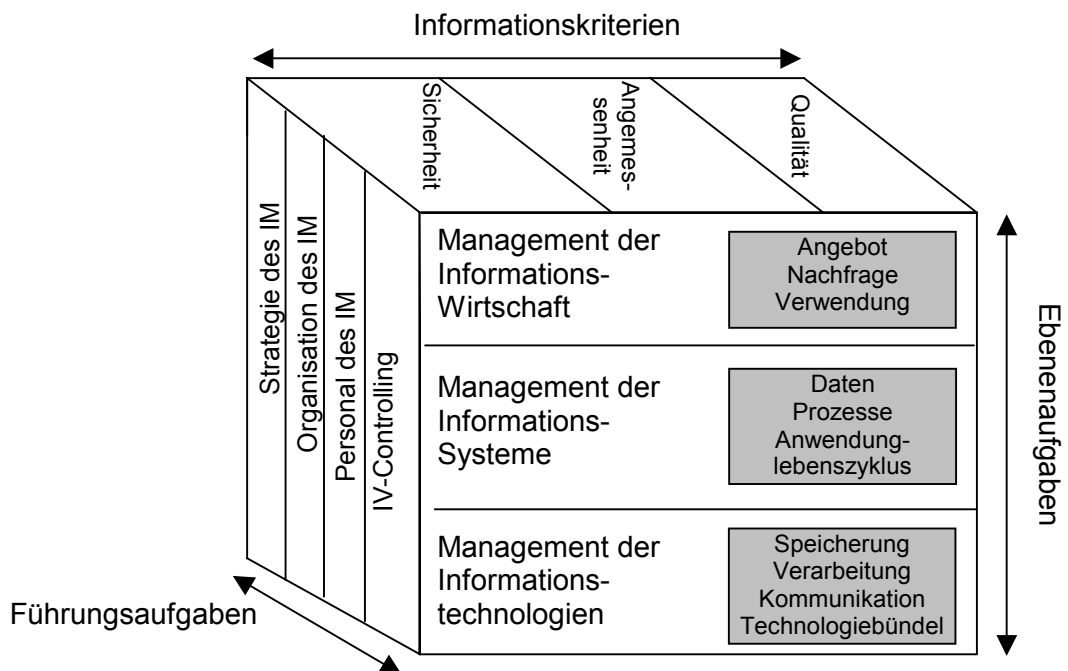 Informationskriterien
Sicherheit
Angemes-
senheit
Qualität
Strategie des IM
Organisation des IM
Personal des IM
IV-Controlling
Management der
Informations-
Wirtschaft
Angebot
Nachfrage
Verwendung
Management der
Informations-
Systeme
Daten
Prozesse
Anwendung-
lebenszyklus
Management der
Informations-
technologien
Speicherung
Verarbeitung
Kommunikation
Technologiebündel
Ebenenaufgaben
Führungsaufgaben